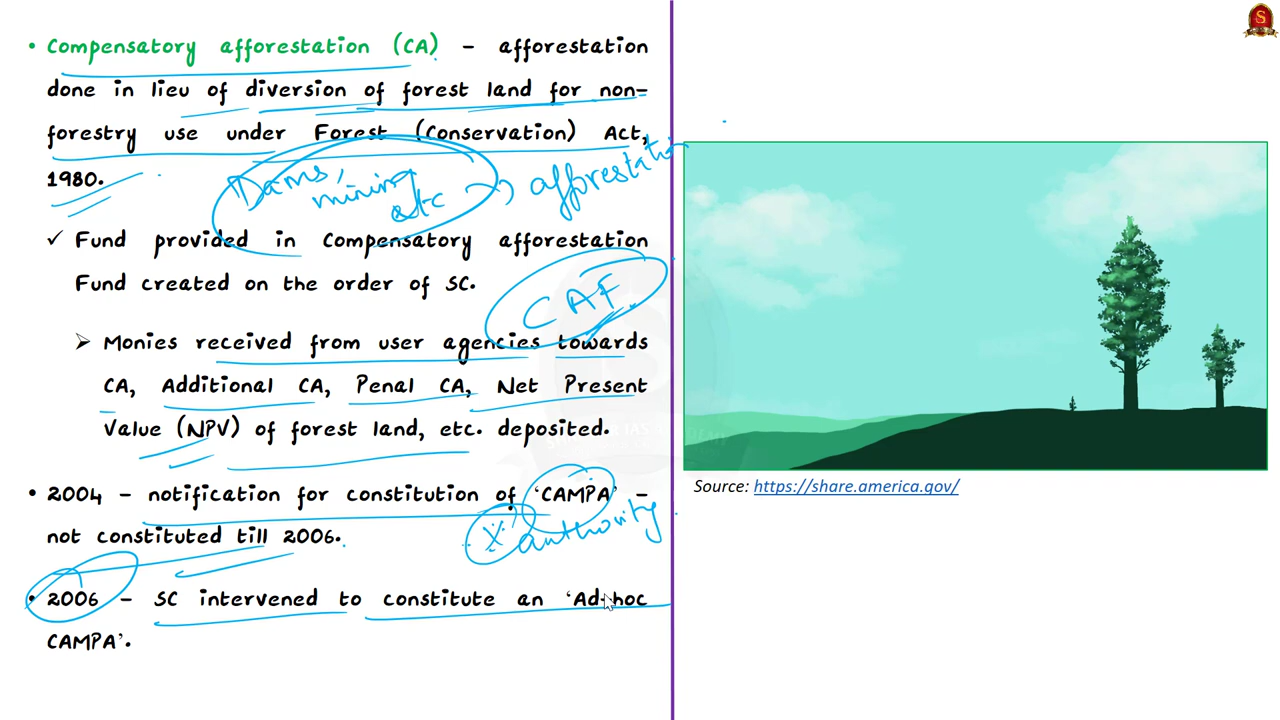 • Compensatory afforestation (CA) – afforestation
done in lieu of diversion of forest land for non-
forestry use under Forest (Conservation) Act,
1980.
Dams, mining etc → afforestation
✓ Fund provided in Compensatory afforestation
Fund created on the order of SC.
CAF
➢ Monies received from user agencies towards
CA, Additional CA, Penal CA, Net Present
Value (NPV) of forest land, etc. deposited.
• 2004 – notification for constitution of ‘CAMPA’ –
not constituted till 2006.
X authority
• 2006 – SC intervened to constitute an ‘Ad-hoc
CAMPA’.
S
Source: https://share.america.gov/